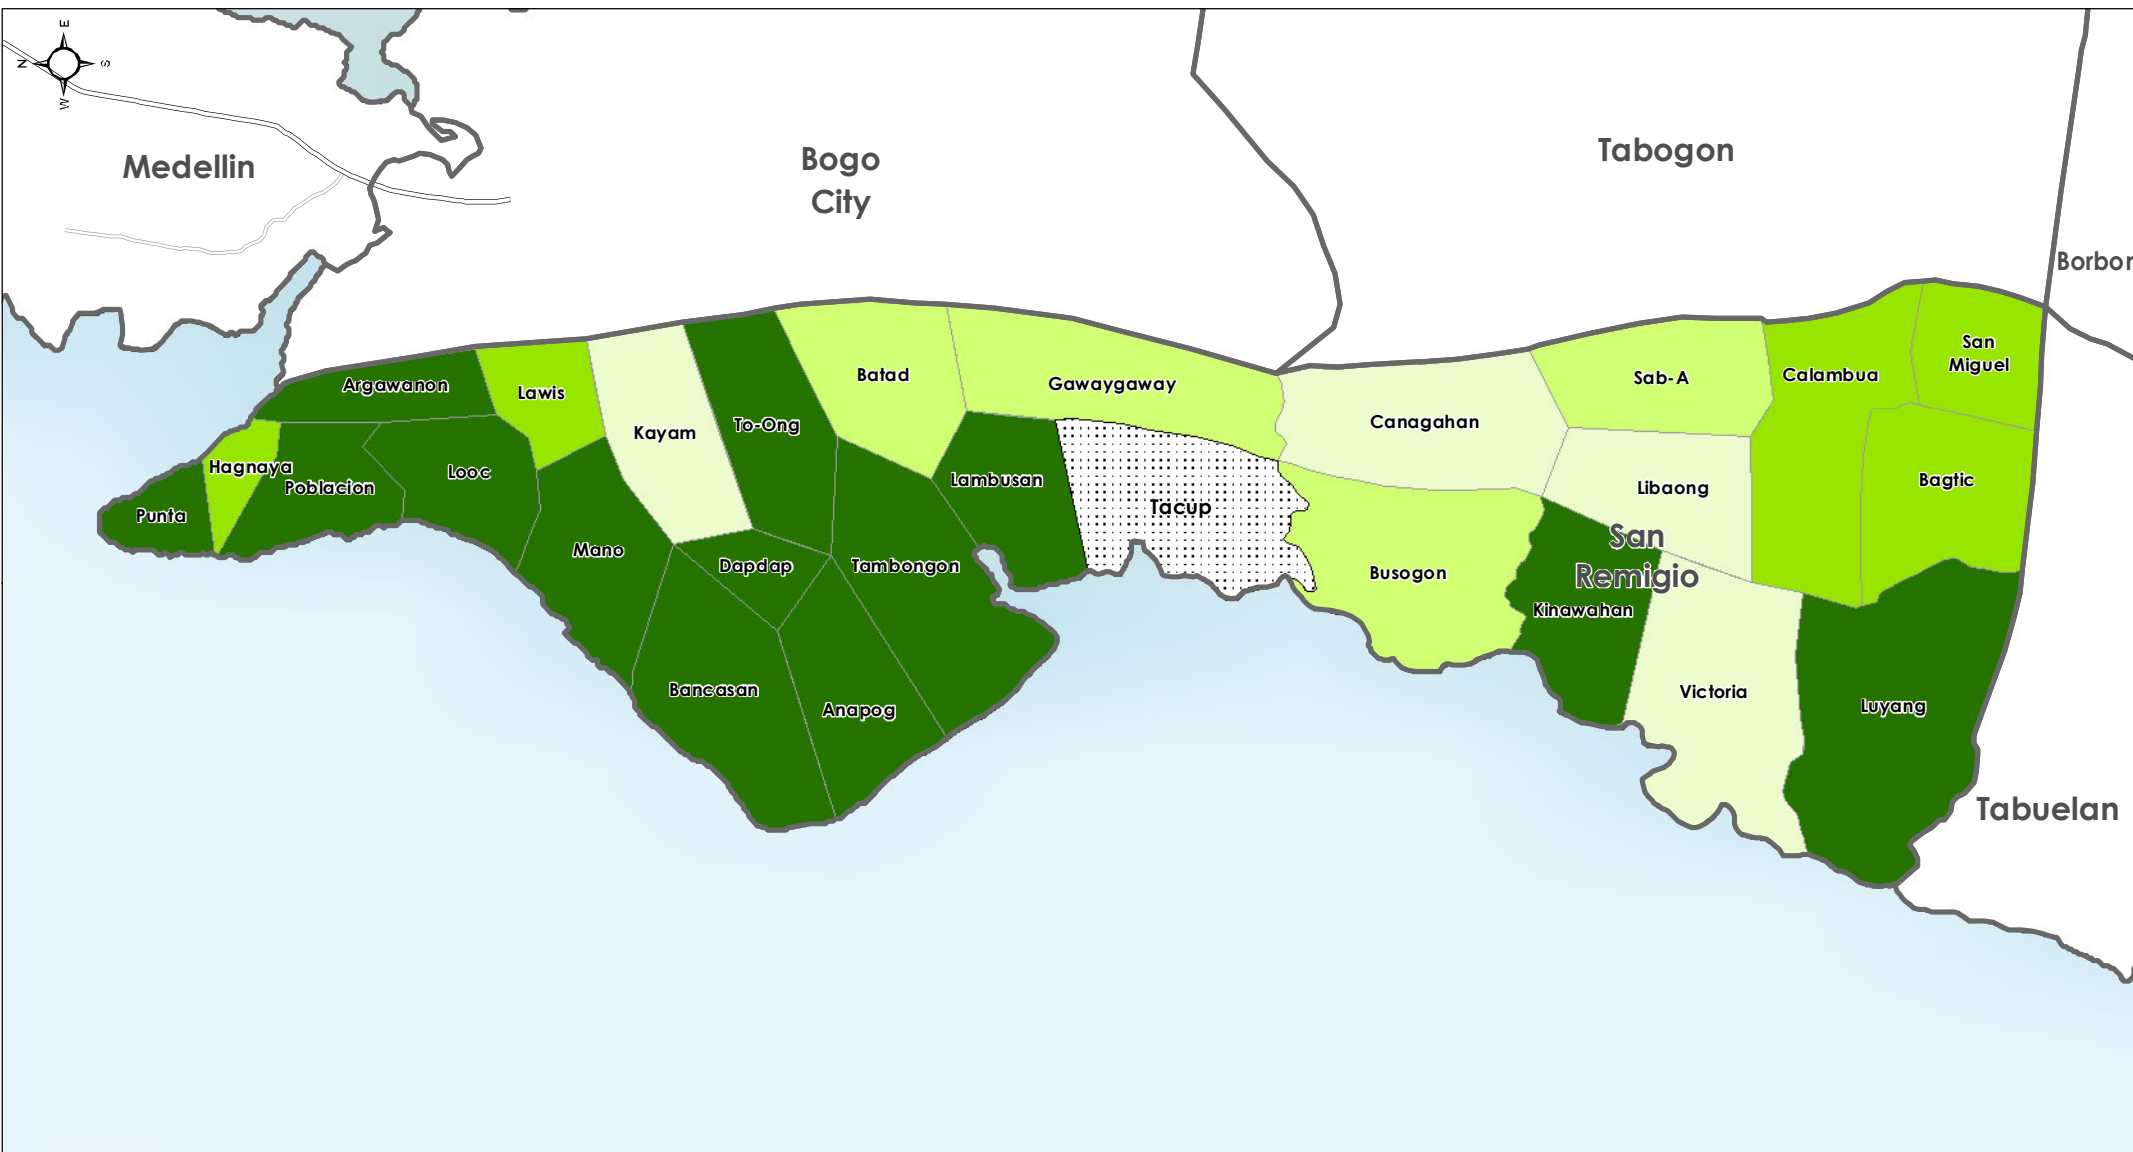 E
N
S
W
Medellin
Bogo
City
Tabogon
Borbor
San
Miguel
Argawanon
Lawis
Kayam
To-Ong
Batad
Gawaygaway
Canagahan
Sab-A
Calambua
Hagnaya
Poblacion
Looc
Lambusan
Tacup
Libaong
Bagtic
Punta
Mano
Dapdap
Tambongon
Busogon
San
Remigio
Kinawahan
Bancasan
Anapog
Victoria
Luyang
Tabuelan